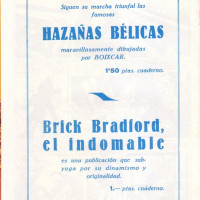 Siguen su marcha triunfal las
famosas
HAZAÑAS BÉLICAS
maravillosamente dibujadas
por BOIXCAR.
1'50 ptas. cuaderno.
Brick Bradford,
el indomable
es una publicación que sub-
yuga por su dinamismo y
originalidad.
1.— ptas. cuaderno.